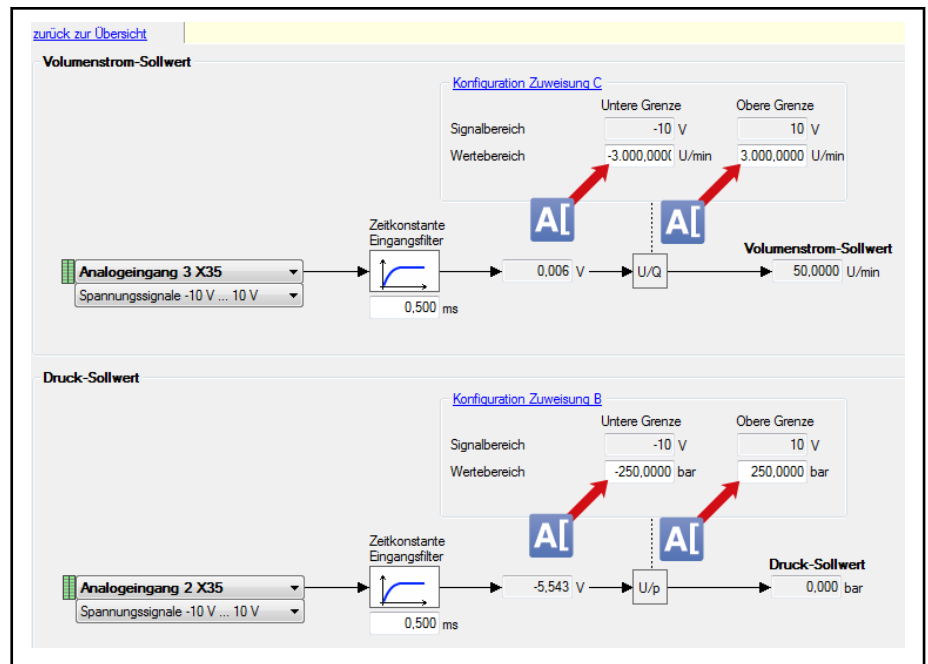 zurück zur Übersicht
Volumenstrom-Sollwert
Konfiguration Zuweisung C
Untere Grenze Obere Grenze
Signalbereich -10 V 10 V
Wertebereich -3.000,000( U/min 3.000,0000 U/min
A[ A[
Zeitkonstante
Eingangsfilter
Volumenstrom-Sollwert
Analogeingang 3 X35 0,006 V U/Q 50,0000 U/min
Spannungssignale -10 V ... 10 V
0,500 ms
Druck-Sollwert
Konfiguration Zuweisung B
Untere Grenze Obere Grenze
Signalbereich -10 V 10 V
Wertebereich -250,0000 bar 250,0000 bar
A[ A[
Zeitkonstante
Eingangsfilter
Druck-Sollwert
Analogeingang 2 X35 -5,543 V U/p 0,000 bar
Spannungssignale -10 V ... 10 V
0,500 ms